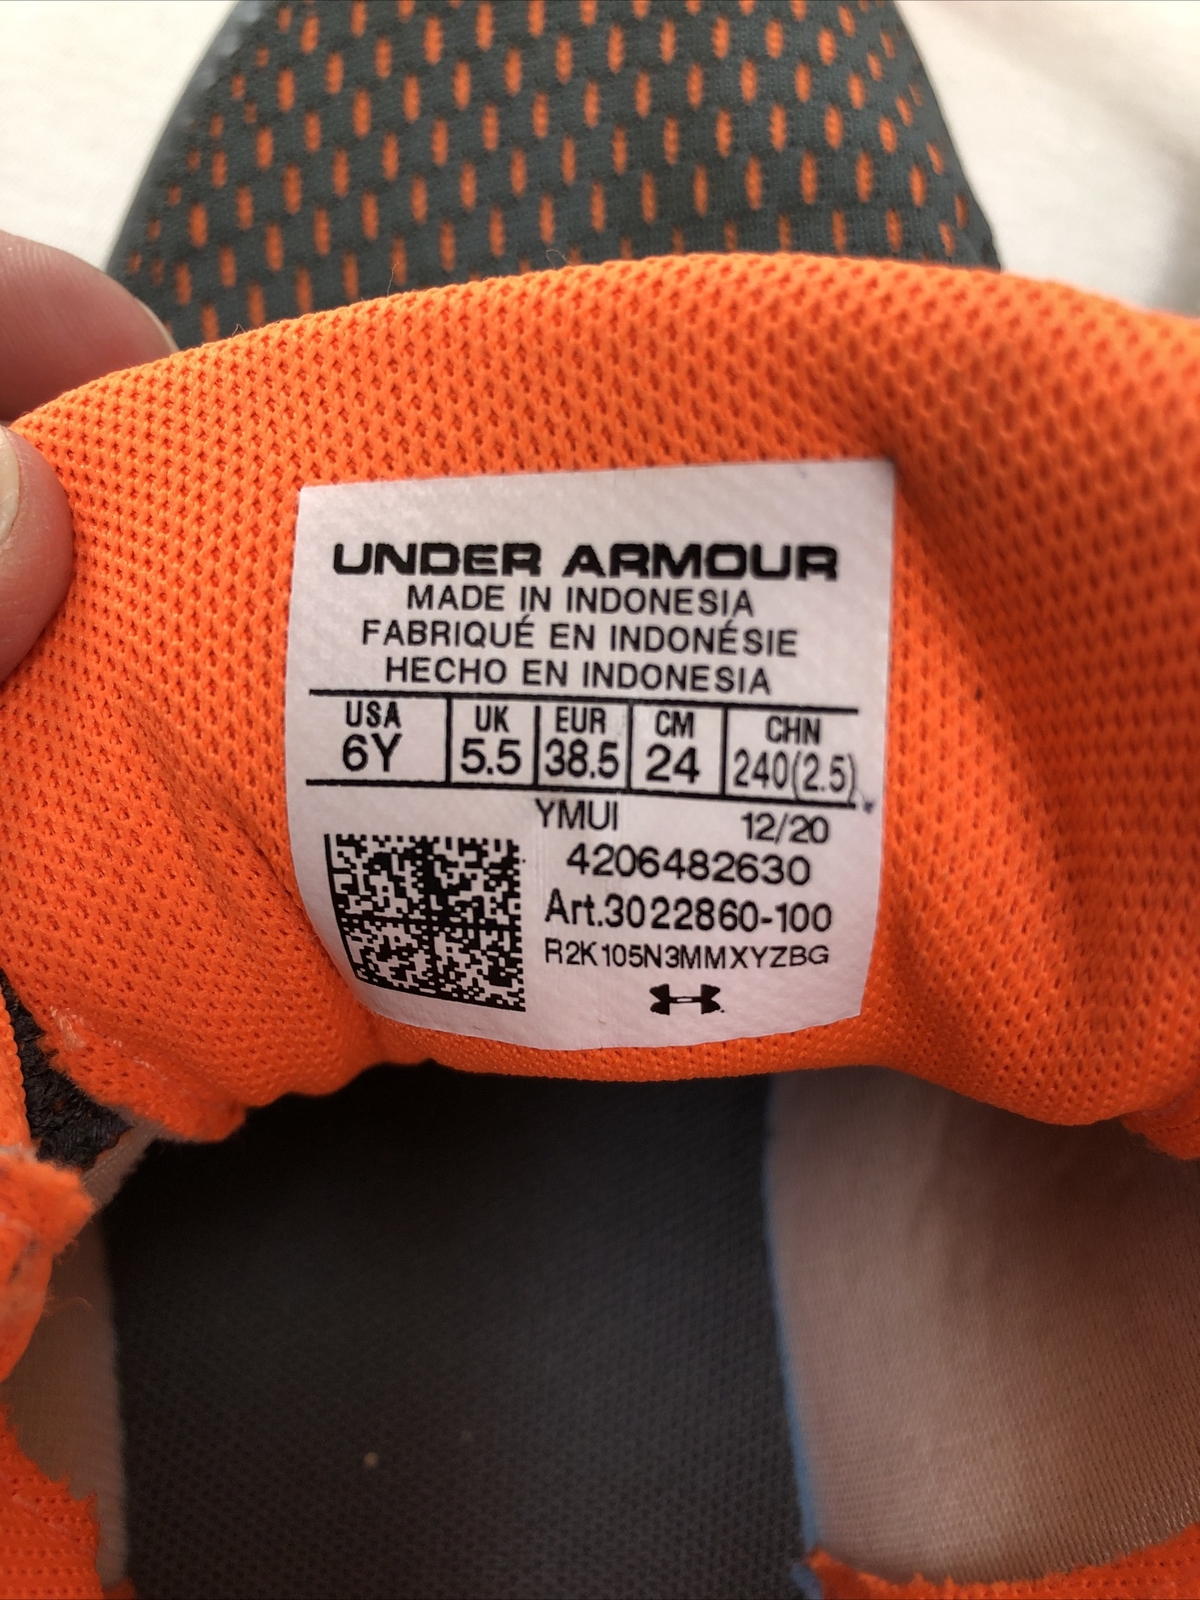 UNDER ARMOUR
MADE IN INDONESIA
FABRIQUÉ EN INDONÉSIE
HECHO EN INDONESIA
USA UK EUR CM CHN
6Y 5.5 38.5 24 240(2.5)
YMUI 12/20
4206482630
Art.3022860-100
R2K105N3MMXYZBG